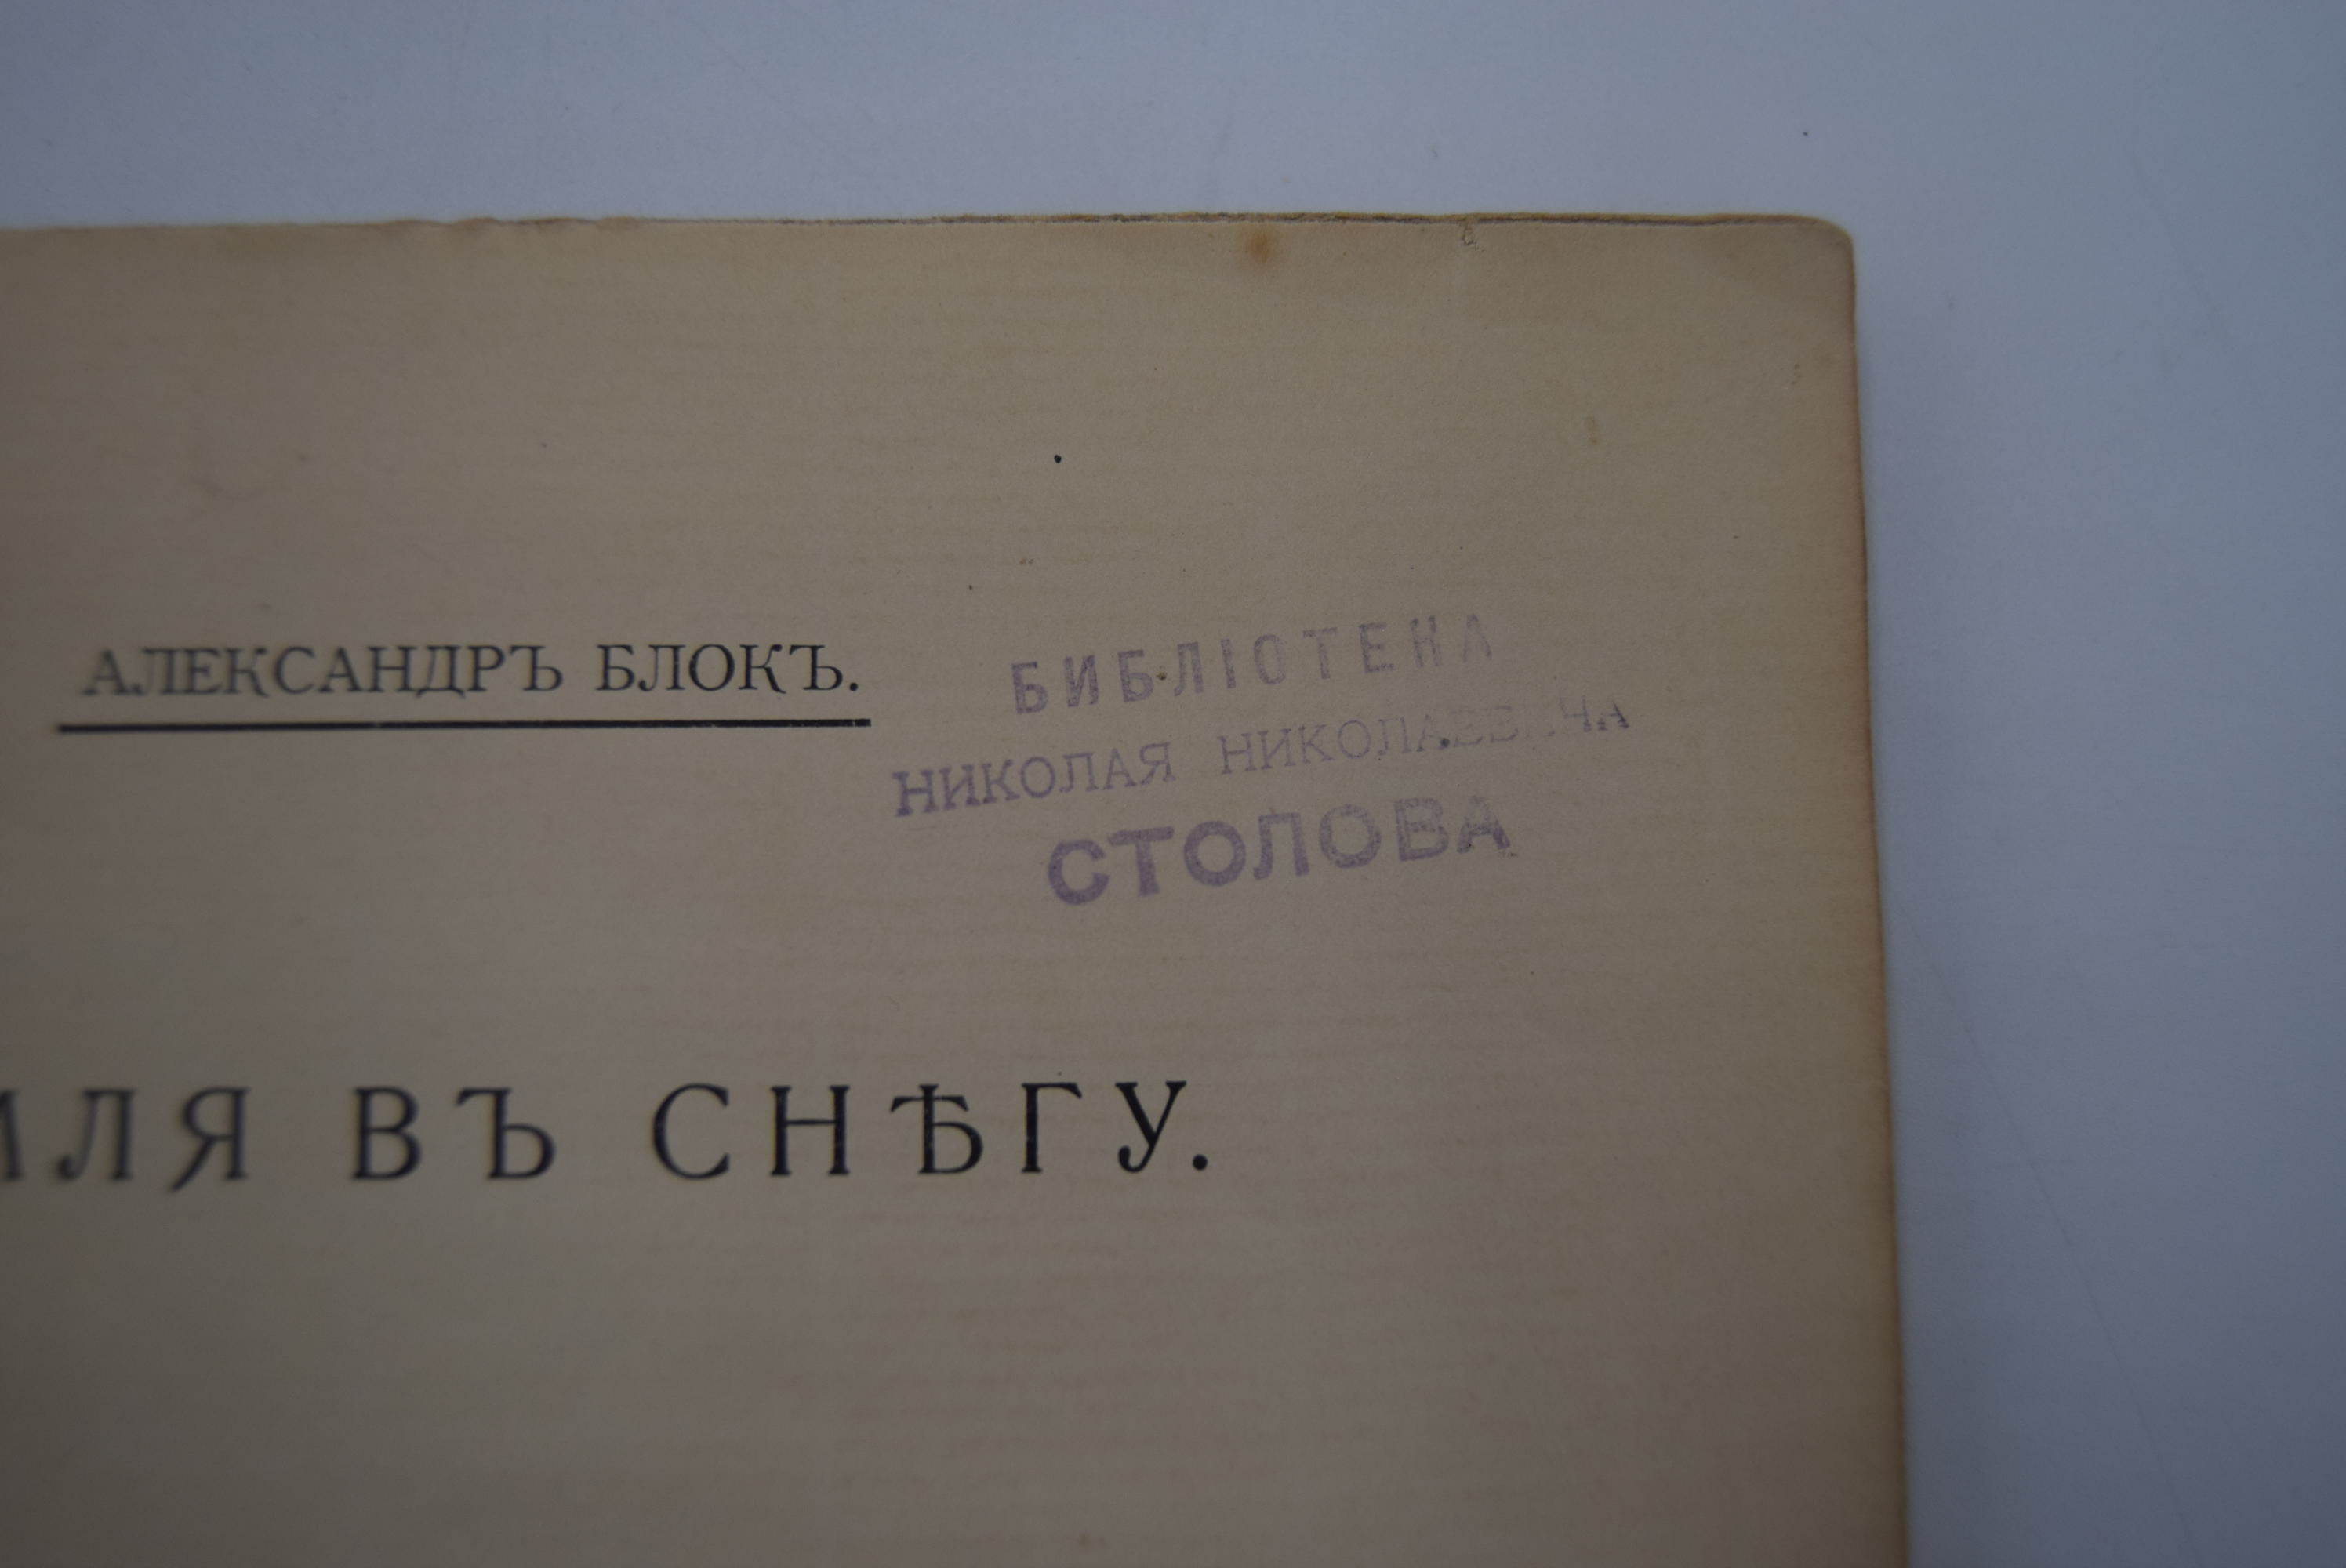 АЛЕКСАНДРЪ БЛОКЪ.
БИБЛІОТЕКА
НИКОЛАЯ НИКОЛАЕВИЧА
СТОЛОВА
МЛЯ ВЪ СНѢГУ.